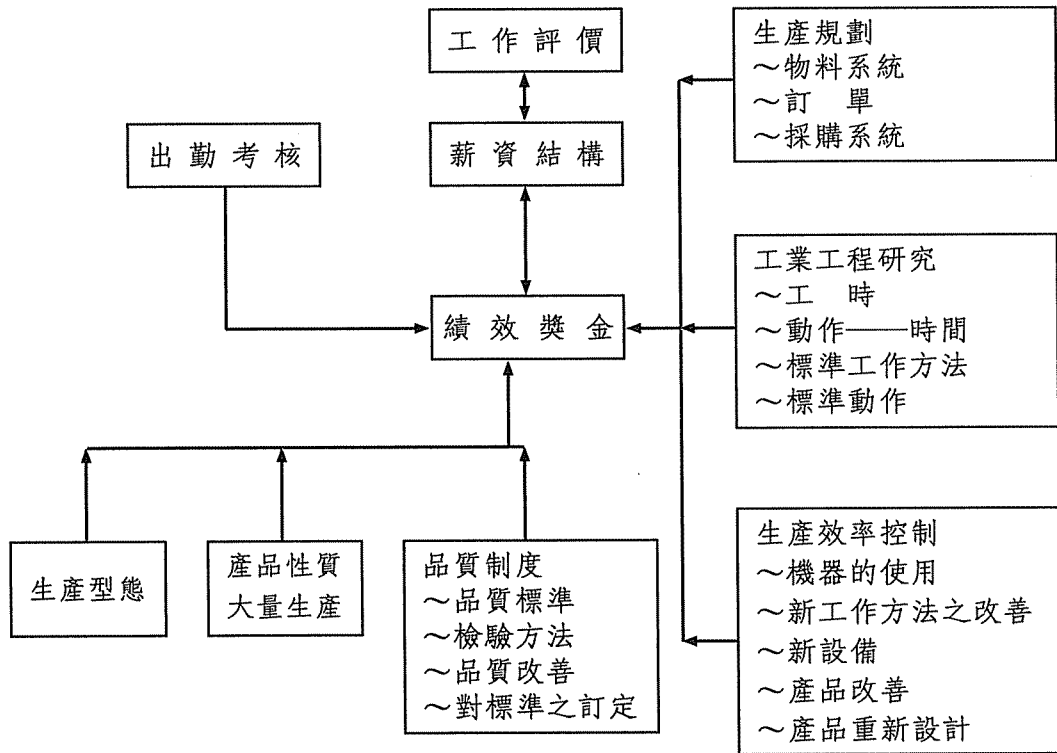 工作評價
生產規劃
～物料系統
～訂　單
～採購系統
出勤考核
薪資結構
工業工程研究
～工　時
～動作——時間
～標準工作方法
～標準動作
績效獎金
生產型態
產品性質
大量生產
品質制度
～品質標準
～檢驗方法
～品質改善
～對標準之訂定
生產效率控制
～機器的使用
～新工作方法之改善
～新設備
～產品改善
～產品重新設計